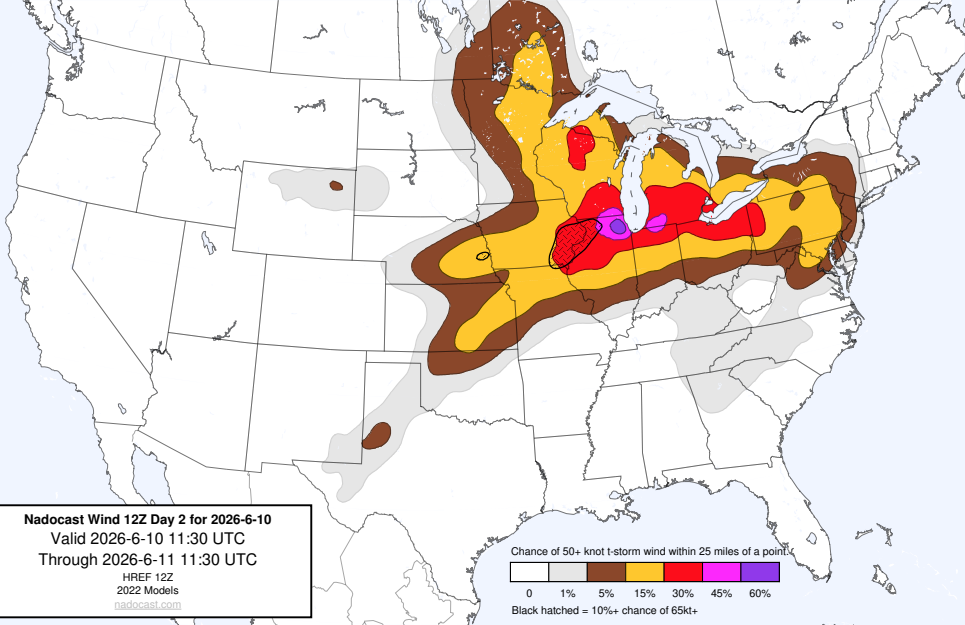 Nadocast Wind 12Z Day 2 for 2026-6-10
Valid 2026-6-10 11:30 UTC
Through 2026-6-11 11:30 UTC
HREF 12Z
2022 Models
nadocast.com
Chance of 50+ knot t-storm wind within 25 miles of a point.
0 1% 5% 15% 30% 45% 60%
Black hatched = 10%+ chance of 65kt+